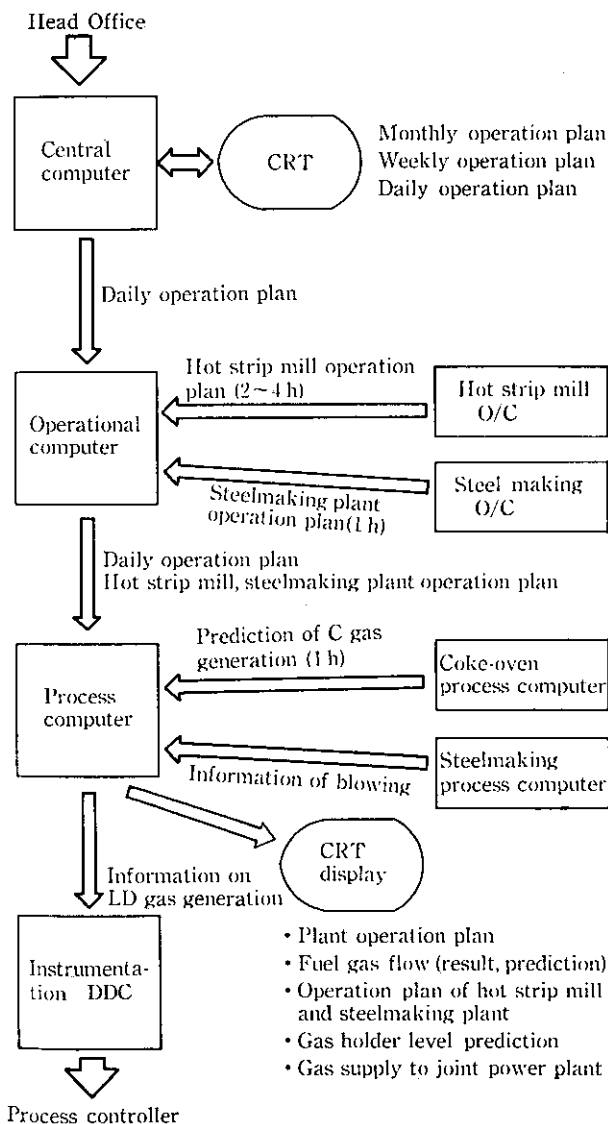 Head Office
Central
computer
CRT
Monthly operation plan
Weekly operation plan
Daily operation plan
Daily operation plan
Hot strip mill operation
plan (2~4 h)
Hot strip mill
O/C
Operational
computer
Steelmaking plant
operation plan(1 h)
Steel making
O/C
Daily operation plan
Hot strip mill, steelmaking plant operation plan
Prediction of C gas
generation (1 h)
Coke-oven
process computer
Process
computer
Information of blowing
Steelmaking
process computer
Information on
LD gas generation
CRT
display
Instrumenta-
tion DDC
• Plant operation plan
• Fuel gas flow (result, prediction)
• Operation plan of hot strip mill
and steelmaking plant
• Gas holder level prediction
• Gas supply to joint power plant
Process controller